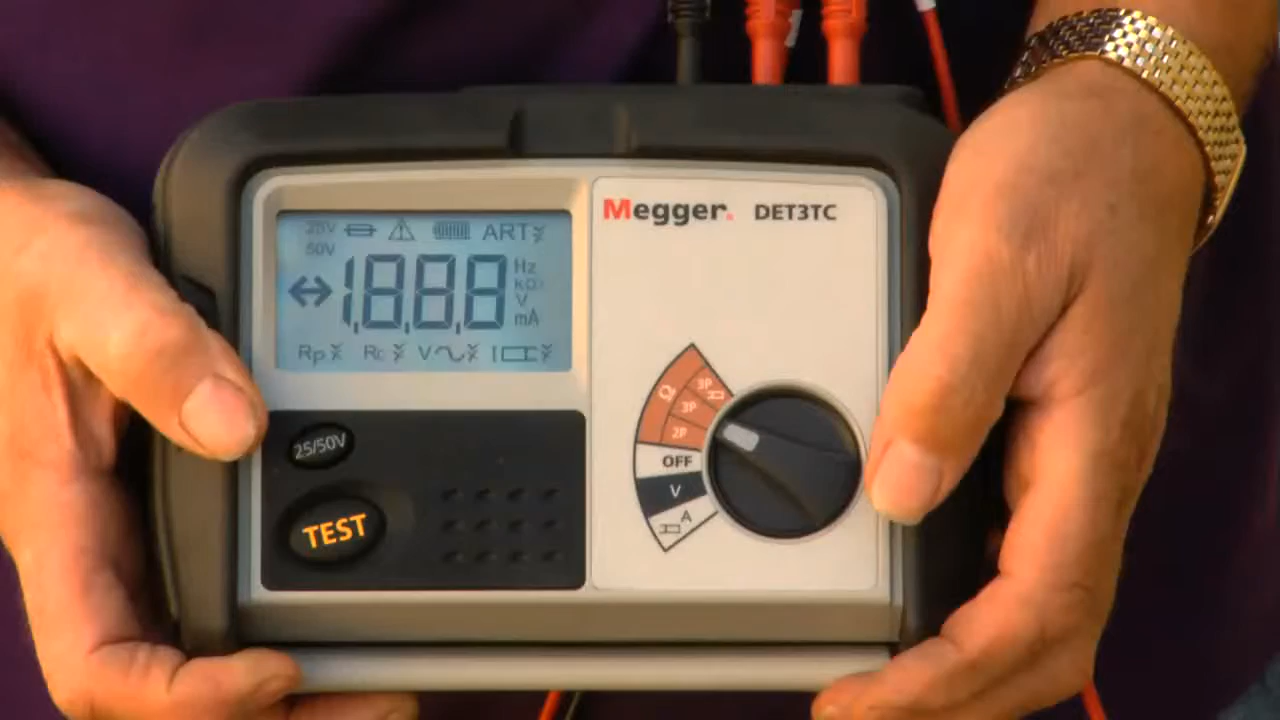 Megger. DET3TC
25V
50V
ART
1,8.8,8
Hz
kΩ
V
mA
Rp
Rc
V
I
3P
3P
2P
OFF
V
A
25/50V
TEST